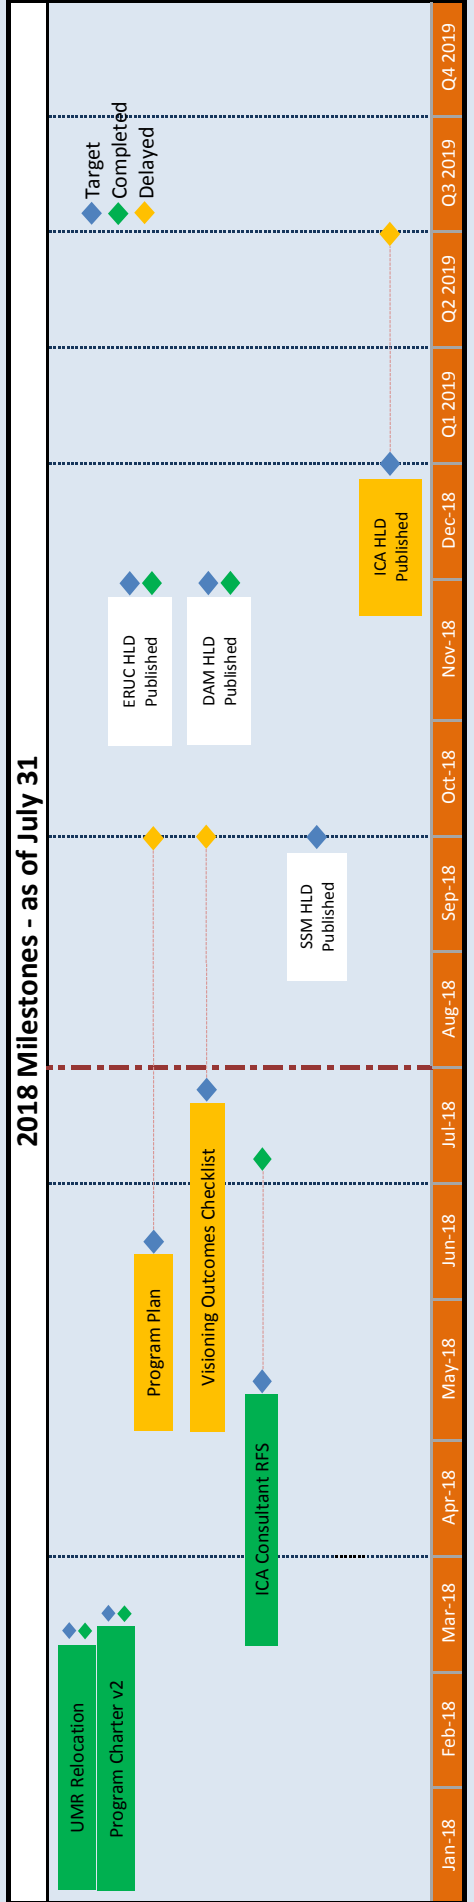 2018 Milestones - as of July 31
Target
Completed
Delayed
UMR Relocation
Program Charter v2
Program Plan
Visioning Outcomes Checklist
ICA Consultant RFS
ERUC HLD
Published
DAM HLD
Published
SSM HLD
Published
ICA HLD
Published
Jan-18
Feb-18
Mar-18
Apr-18
May-18
Jun-18
Jul-18
Aug-18
Sep-18
Oct-18
Nov-18
Dec-18
Q1 2019
Q2 2019
Q3 2019
Q4 2019